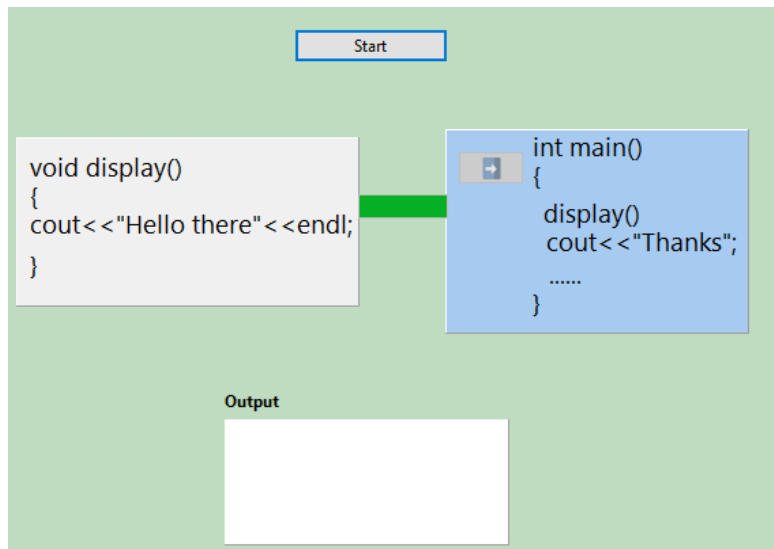 Start
void display()
{
cout<<"Hello there"<<endl;
}
int main()
{
display()
cout<<"Thanks";
......
}
Output